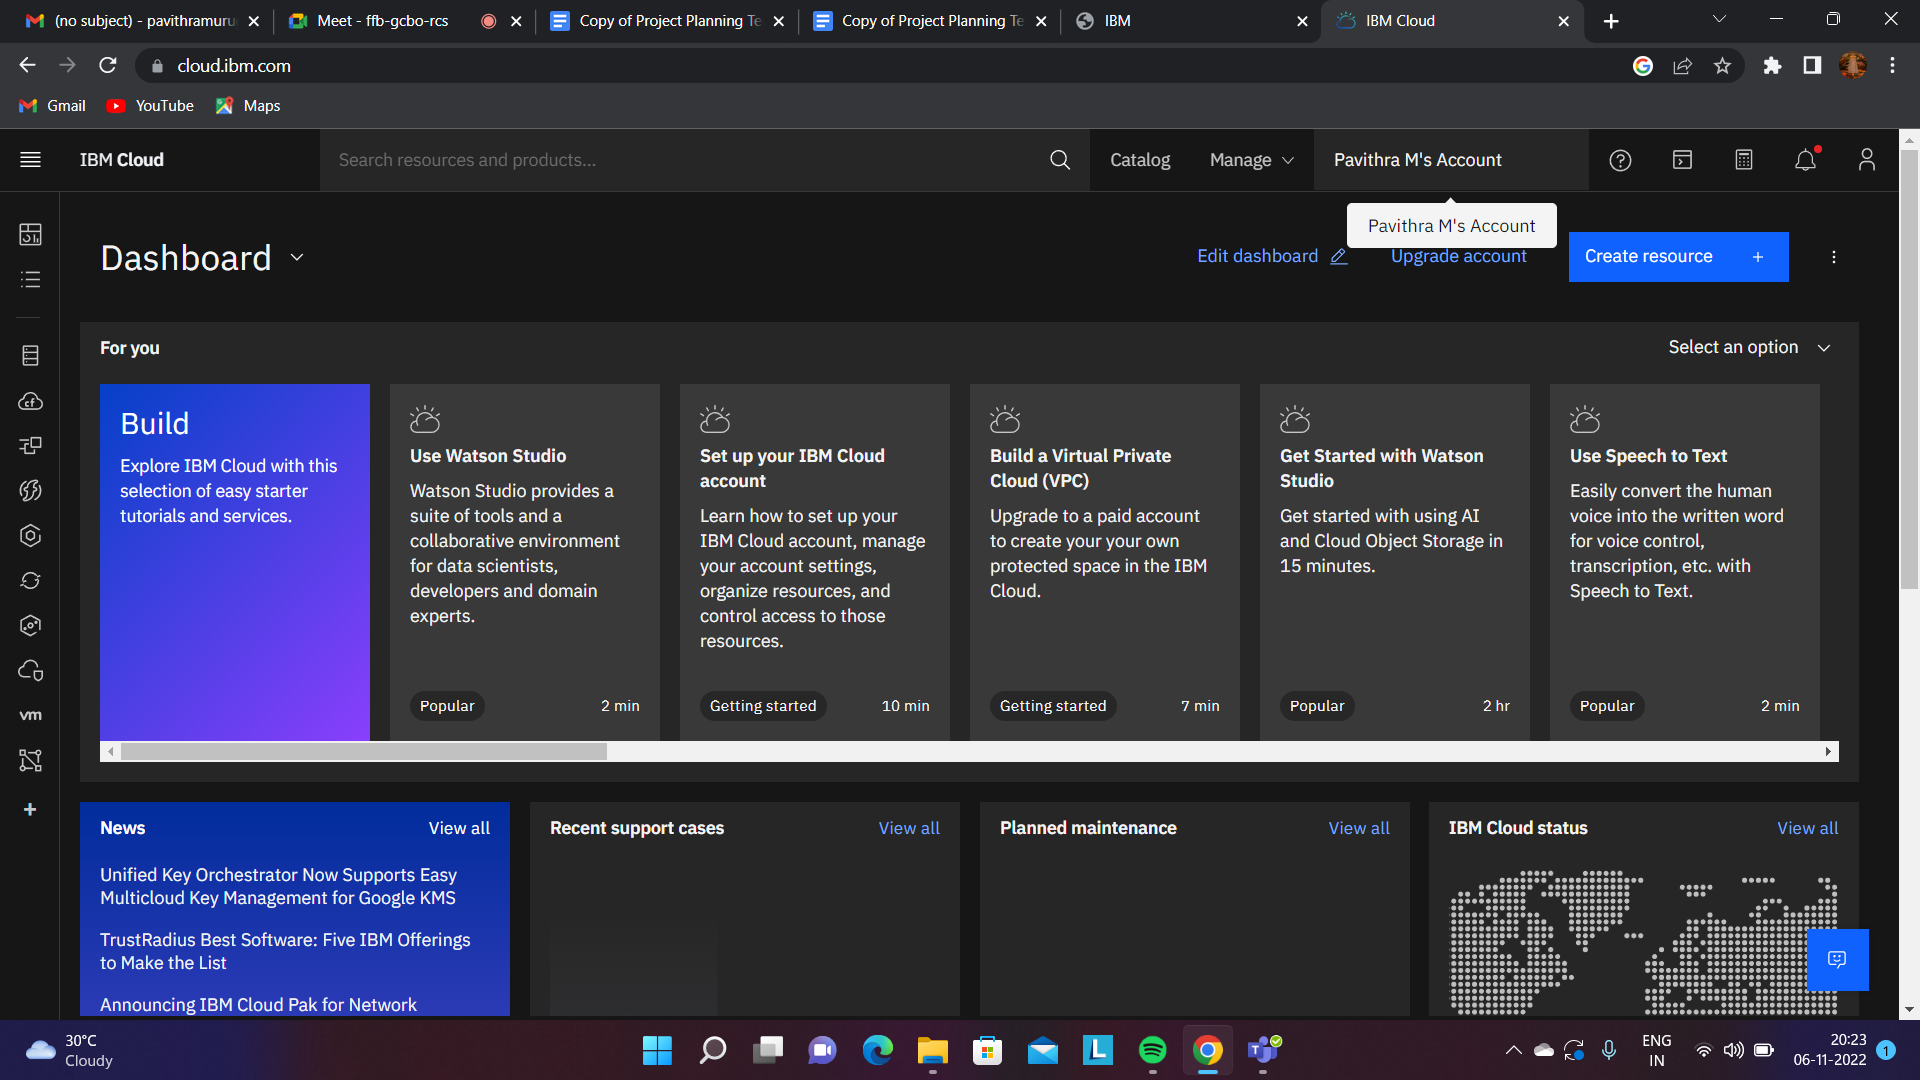 (no subject) - pavithramuru
Meet - ffb-gcbo-rcs
Copy of Project Planning Te
Copy of Project Planning Te
IBM
IBM Cloud
cloud.ibm.com
Gmail
YouTube
Maps
IBM Cloud
Search resources and products...
Catalog
Manage
Pavithra M's Account
Pavithra M's Account
Dashboard
Edit dashboard
Upgrade account
Create resource +
For you
Select an option
Build
Explore IBM Cloud with this
selection of easy starter
tutorials and services.
Use Watson Studio
Watson Studio provides a
suite of tools and a
collaborative environment
for data scientists,
developers and domain
experts.
Popular
2 min
Set up your IBM Cloud
account
Learn how to set up your
IBM Cloud account, manage
your account settings,
organize resources, and
control access to those
resources.
Getting started
10 min
Build a Virtual Private
Cloud (VPC)
Upgrade to a paid account
to create your your own
protected space in the IBM
Cloud.
Getting started
7 min
Get Started with Watson
Studio
Get started with using AI
and Cloud Object Storage in
15 minutes.
Popular
2 hr
Use Speech to Text
Easily convert the human
voice into the written word
for voice control,
transcription, etc. with
Speech to Text.
Popular
2 min
cf
vm
News
View all
Unified Key Orchestrator Now Supports Easy
Multicloud Key Management for Google KMS
TrustRadius Best Software: Five IBM Offerings
to Make the List
Announcing IBM Cloud Pak for Network
Recent support cases
View all
Planned maintenance
View all
IBM Cloud status
View all
30°C
Cloudy
L
T
ENG
IN
20:23
06-11-2022
1